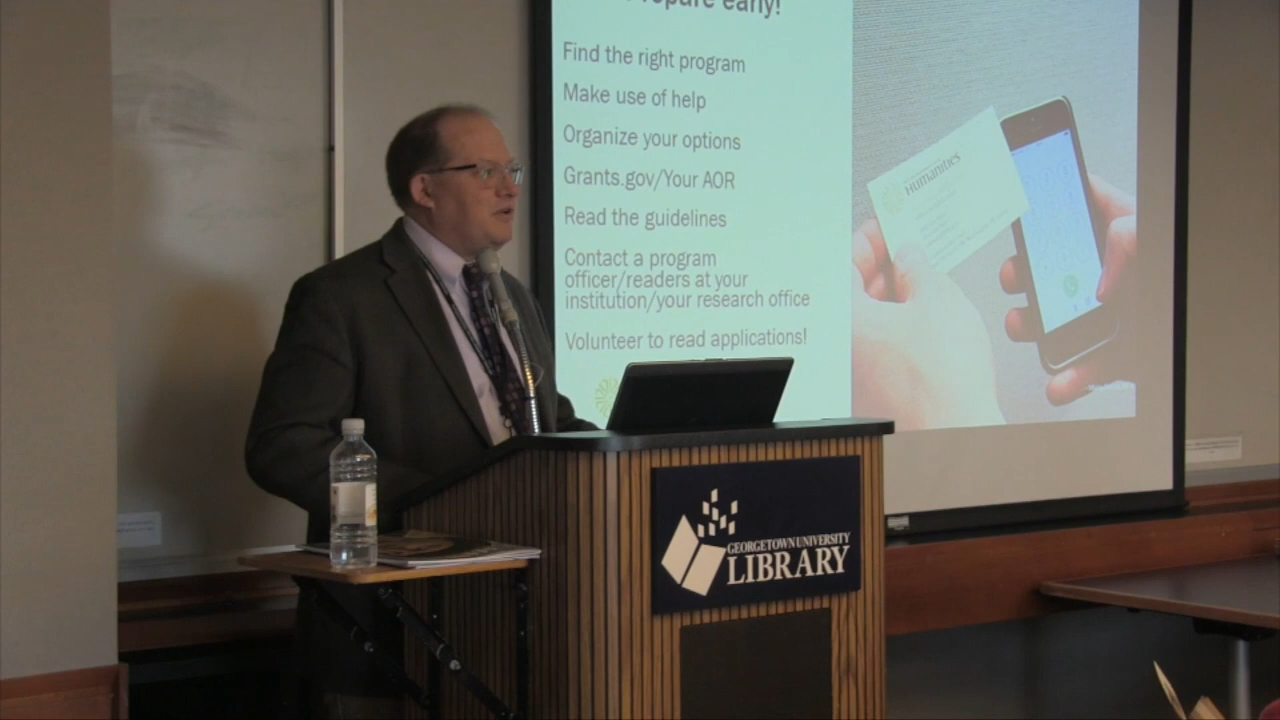 early!
Find the right program
Make use of help
Organize your options
Grants.gov/Your AOR
Read the guidelines
Contact a program
officer/readers at your
institution/your research office
Volunteer to read applications!
Humanities
GEORGETOWN UNIVERSITY
LIBRARY